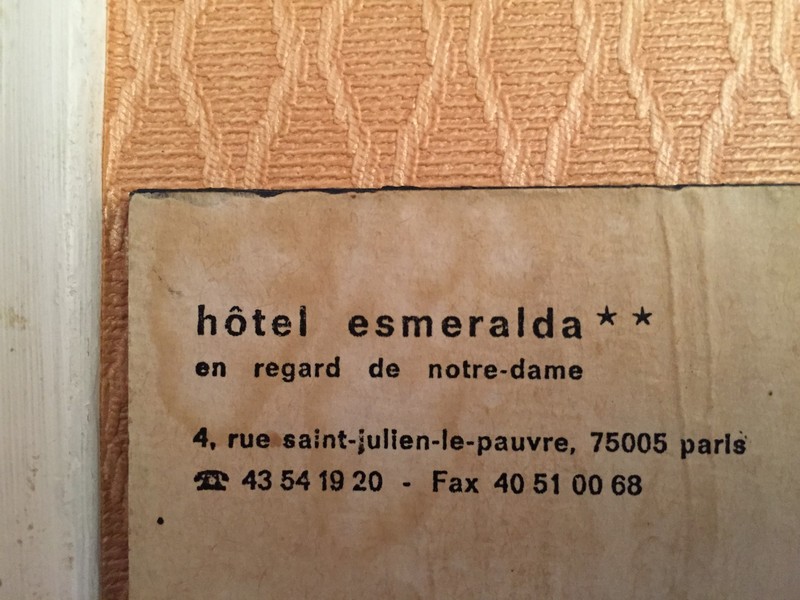 hôtel esmeralda★★
en regard de notre-dame
4, rue saint-julien-le-pauvre, 75005 paris
☎ 43 54 19 20 - Fax 40 51 00 68